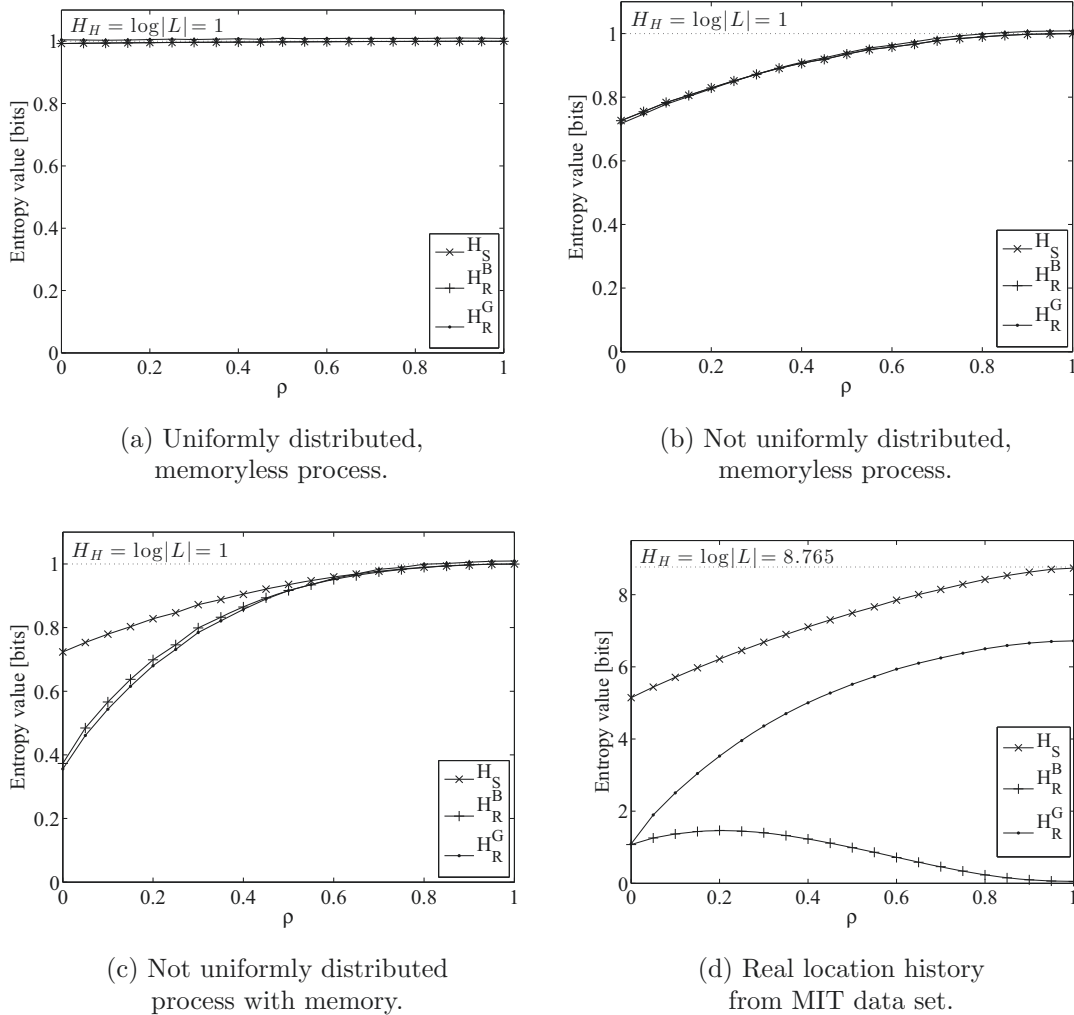 H_H = log|L| = 1
Entropy value [bits]
1
0.8
0.6
0.4
0.2
0
0 0.2 0.4 0.6 0.8 1
ρ
H_S
H_R^B
H_R^G
(a) Uniformly distributed,
memoryless process.
H_H = log|L| = 1
Entropy value [bits]
1
0.8
0.6
0.4
0.2
0
0 0.2 0.4 0.6 0.8 1
ρ
H_S
H_R^B
H_R^G
(b) Not uniformly distributed,
memoryless process.
H_H = log|L| = 1
Entropy value [bits]
1
0.8
0.6
0.4
0.2
0
0 0.2 0.4 0.6 0.8 1
ρ
H_S
H_R^B
H_R^G
(c) Not uniformly distributed
process with memory.
H_H = log|L| = 8.765
Entropy value [bits]
8
6
4
2
0
0 0.2 0.4 0.6 0.8 1
ρ
H_S
H_R^B
H_R^G
(d) Real location history
from MIT data set.